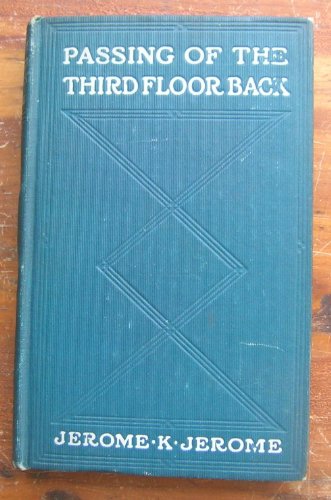 PASSING OF THE
THIRD FLOOR BACK
JEROME·K·JEROME